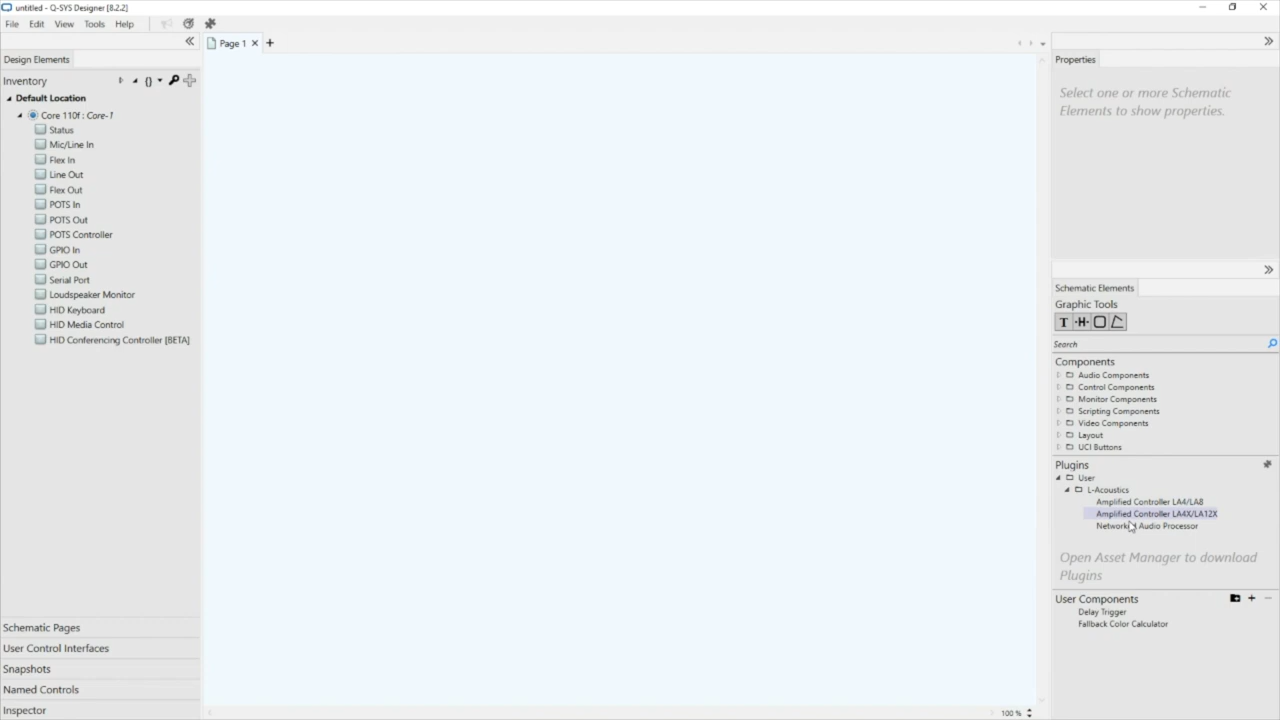 untitled - Q-SYS Designer [8.2.2]
File Edit View Tools Help
Page 1
Design Elements
Inventory {}
Default Location
Core 110f : Core-1
Status
Mic/Line In
Flex In
Line Out
Flex Out
POTS In
POTS Out
POTS Controller
GPIO In
GPIO Out
Serial Port
Loudspeaker Monitor
HID Keyboard
HID Media Control
HID Conferencing Controller [BETA]
Schematic Pages
User Control Interfaces
Snapshots
Named Controls
Inspector
100 %
Properties
Select one or more Schematic
Elements to show properties.
Schematic Elements
Graphic Tools
T H
Search
Components
Audio Components
Control Components
Monitor Components
Scripting Components
Video Components
Layout
UCI Buttons
Plugins
User
L-Acoustics
Amplified Controller LA4/LA8
Amplified Controller LA4X/LA12X
Networked Audio Processor
Open Asset Manager to download
Plugins
User Components
Delay Trigger
Fallback Color Calculator